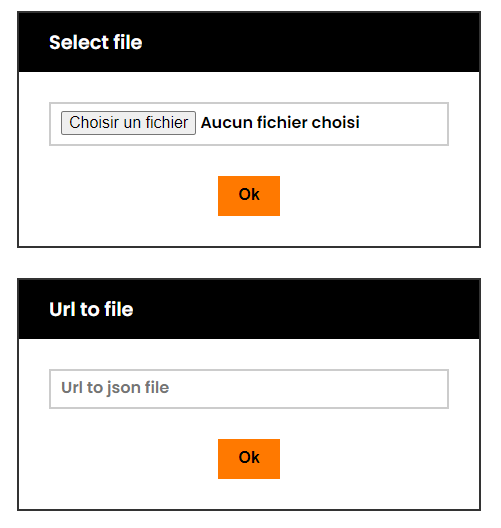 Select file
Choisir un fichier Aucun fichier choisi
Ok
Url to file
Url to json file
Ok